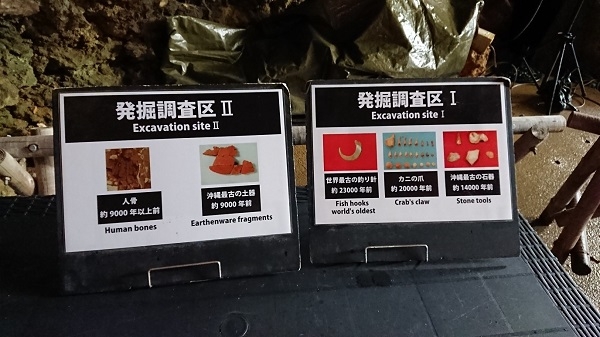 発掘調査区 II
Excavation site II
人骨
約 9000 年以上前
Human bones
沖縄最古の土器
約 9000 年前
Earthenware fragments
発掘調査区 I
Excavation site I
世界最古の釣り針
約 23000 年前
Fish hooks
world's oldest
カニの爪
約 20000 年前
Crab's claw
沖縄最古の石器
約 14000 年前
Stone tools